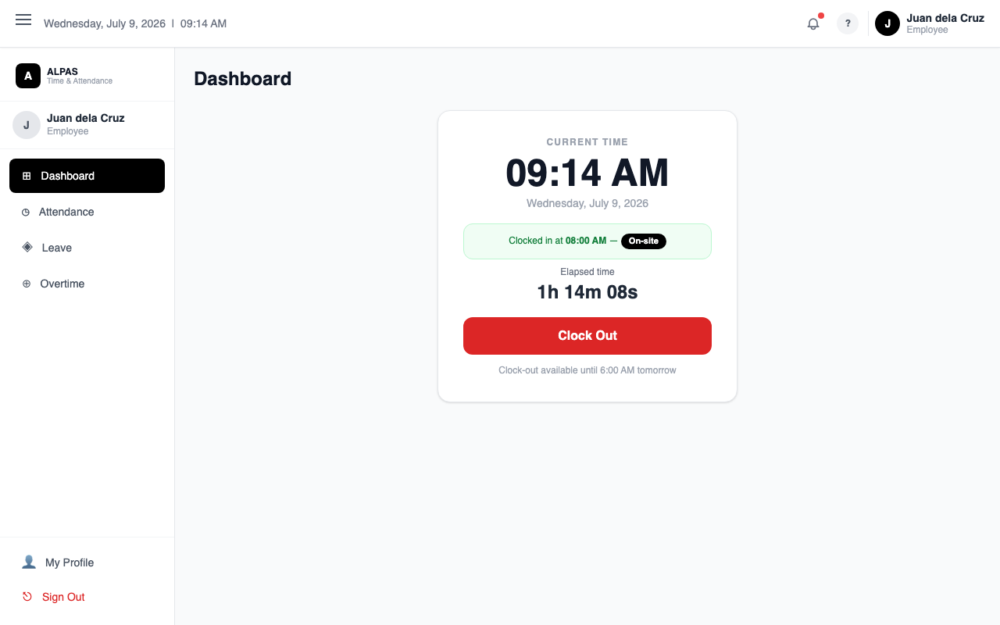 Wednesday, July 9, 2026 | 09:14 AM
?
J
Juan dela Cruz
Employee
A
ALPAS
Time & Attendance
J
Juan dela Cruz
Employee
Dashboard
Attendance
Leave
Overtime
My Profile
Sign Out
Dashboard
CURRENT TIME
09:14 AM
Wednesday, July 9, 2026
Clocked in at 08:00 AM — On-site
Elapsed time
1h 14m 08s
Clock Out
Clock-out available until 6:00 AM tomorrow